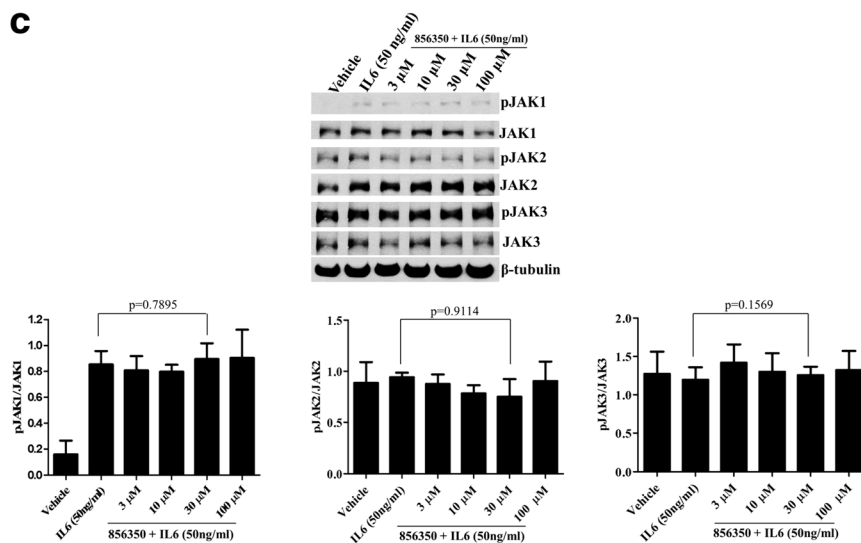 C
856350 + IL6 (50ng/ml)
Vehicle
IL6 (50 ng/ml)
3 μM
10 μM
30 μM
100 μM
pJAK1
JAK1
pJAK2
JAK2
pJAK3
JAK3
β-tubulin
p=0.7895
pJAK1/JAK1
1.2
1.0
0.8
0.6
0.4
0.2
0.0
Vehicle
IL6 (50ng/ml)
3 μM
10 μM
30 μM
100 μM
856350 + IL6 (50ng/ml)
p=0.9114
pJAK2/JAK2
1.5
1.0
0.5
0.0
Vehicle
IL6 (50ng/ml)
3 μM
10 μM
30 μM
100 μM
856350 + IL6 (50ng/ml)
p=0.1569
pJAK3/JAK3
2.0
1.5
1.0
0.5
0.0
Vehicle
IL6 (50ng/ml)
3 μM
10 μM
30 μM
100 μM
856350 + IL6 (50ng/ml)